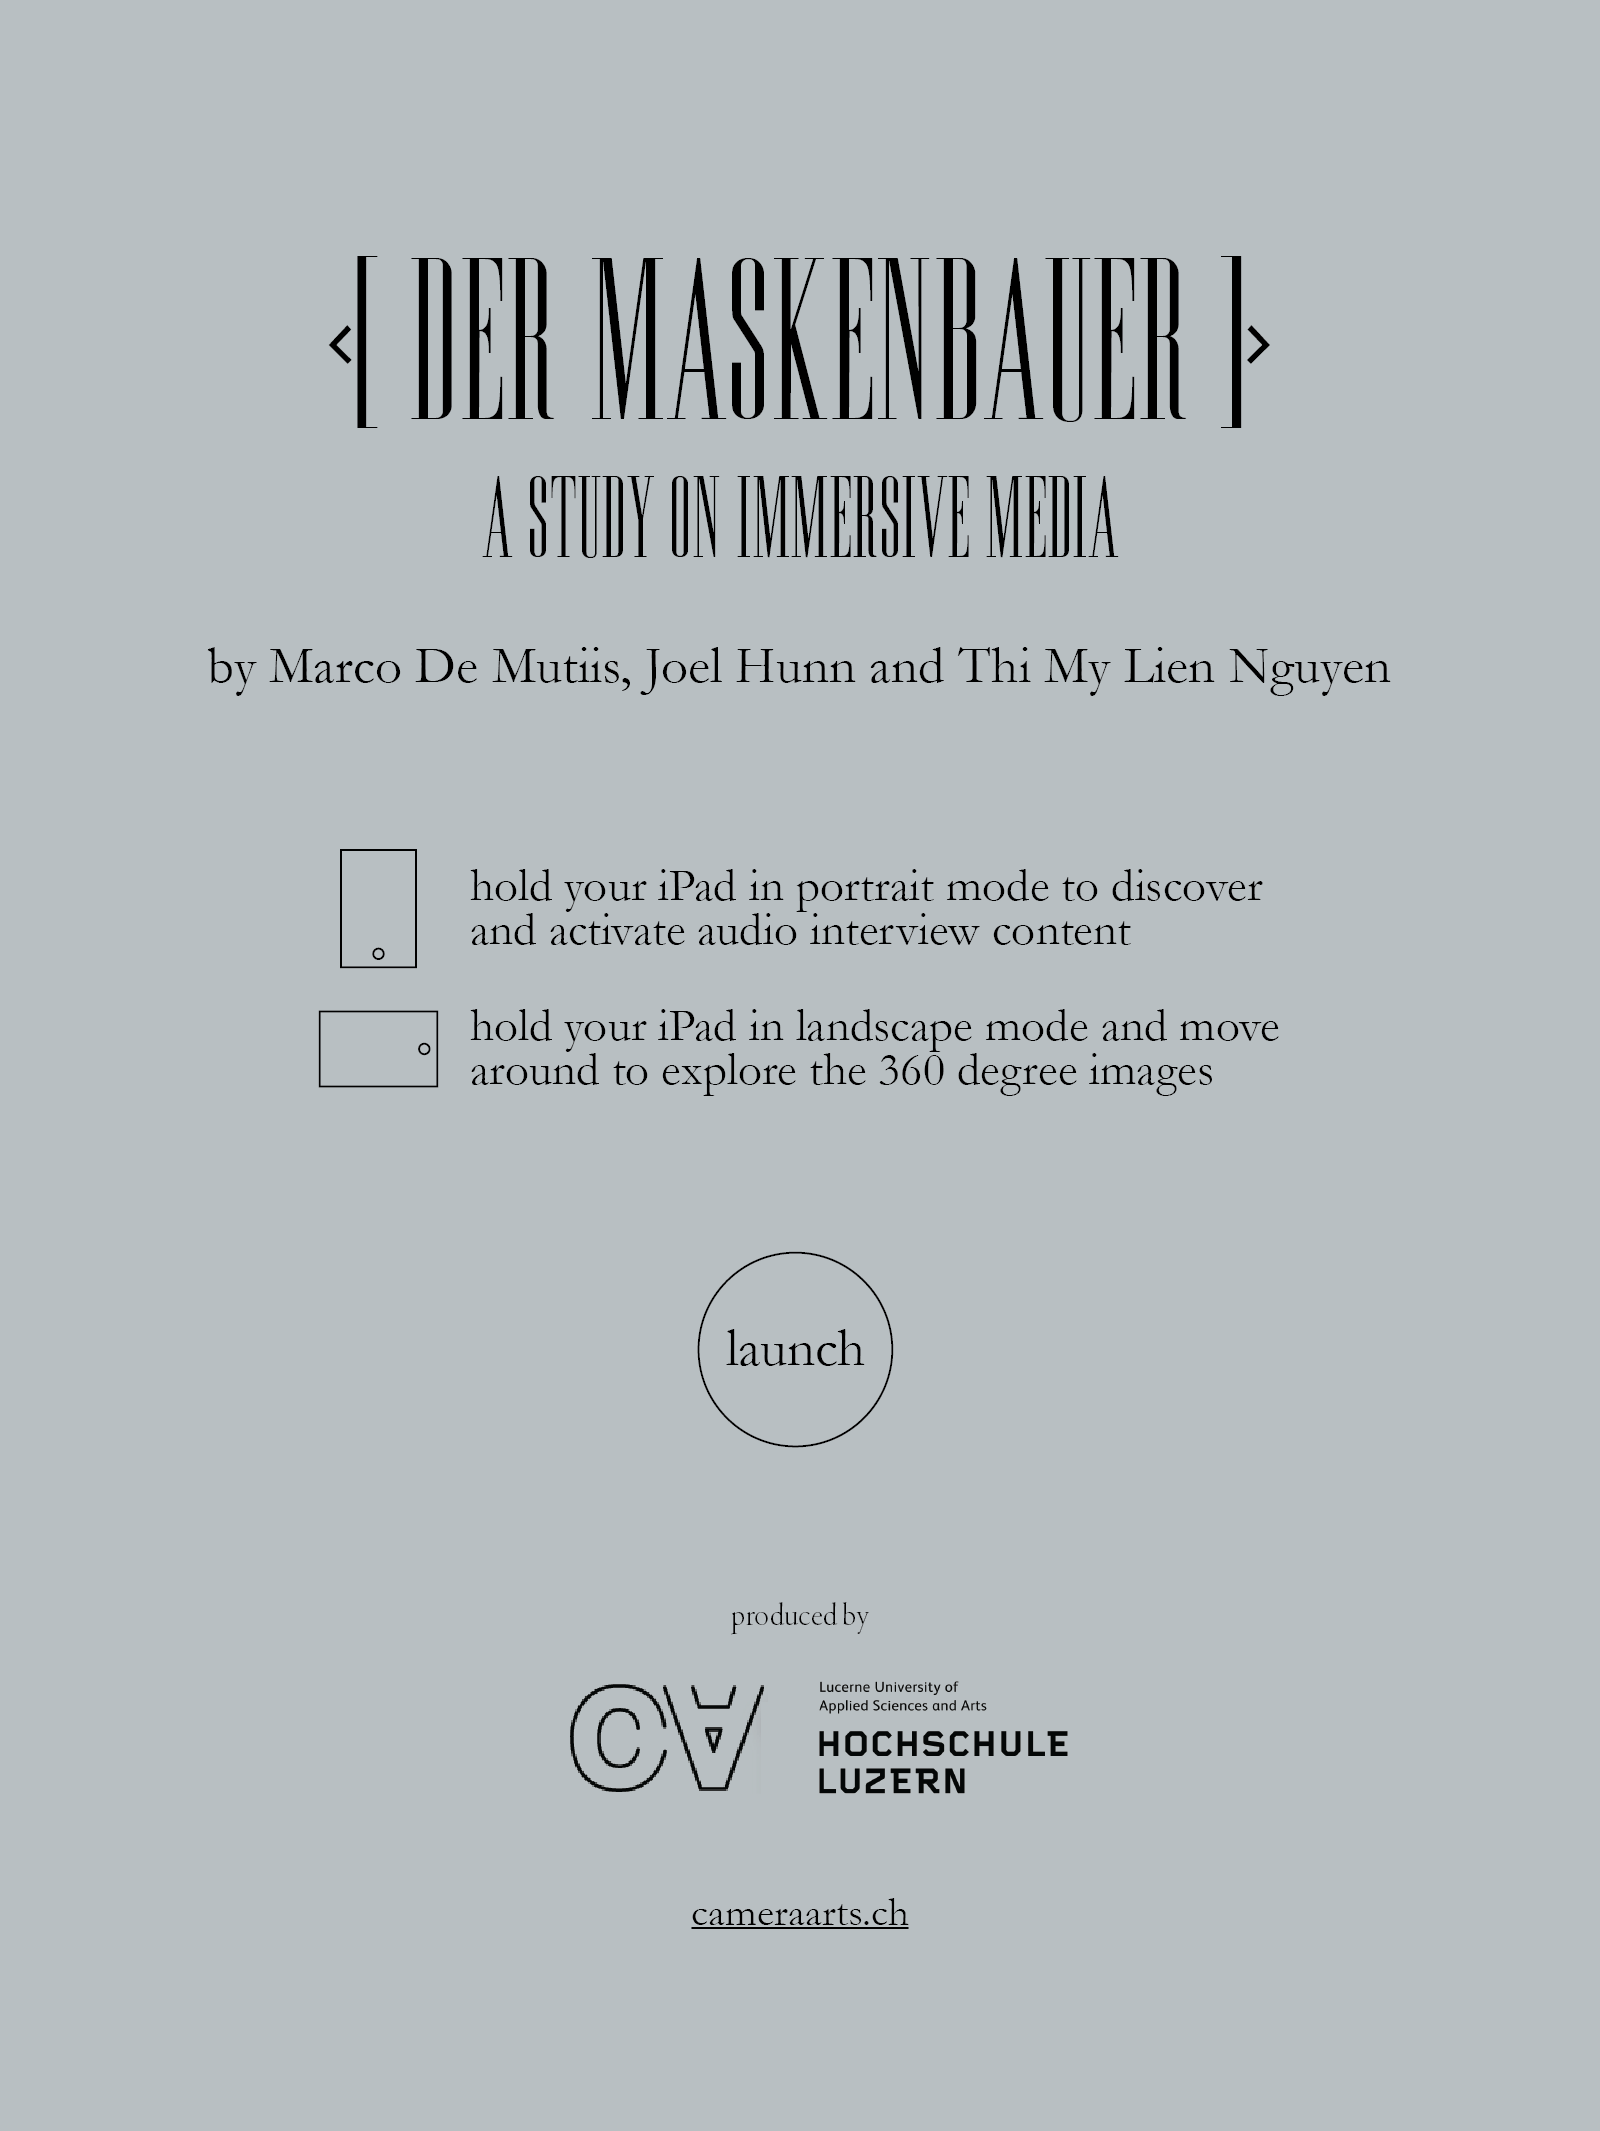 <[ DER MASKENBAUER ]>
A STUDY ON IMMERSIVE MEDIA
by Marco De Mutiis, Joel Hunn and Thi My Lien Nguyen
hold your iPad in portrait mode to discover
and activate audio interview content
hold your iPad in landscape mode and move
around to explore the 360 degree images
launch
produced by
CA
Lucerne University of
Applied Sciences and Arts
HOCHSCHULE
LUZERN
cameraarts.ch